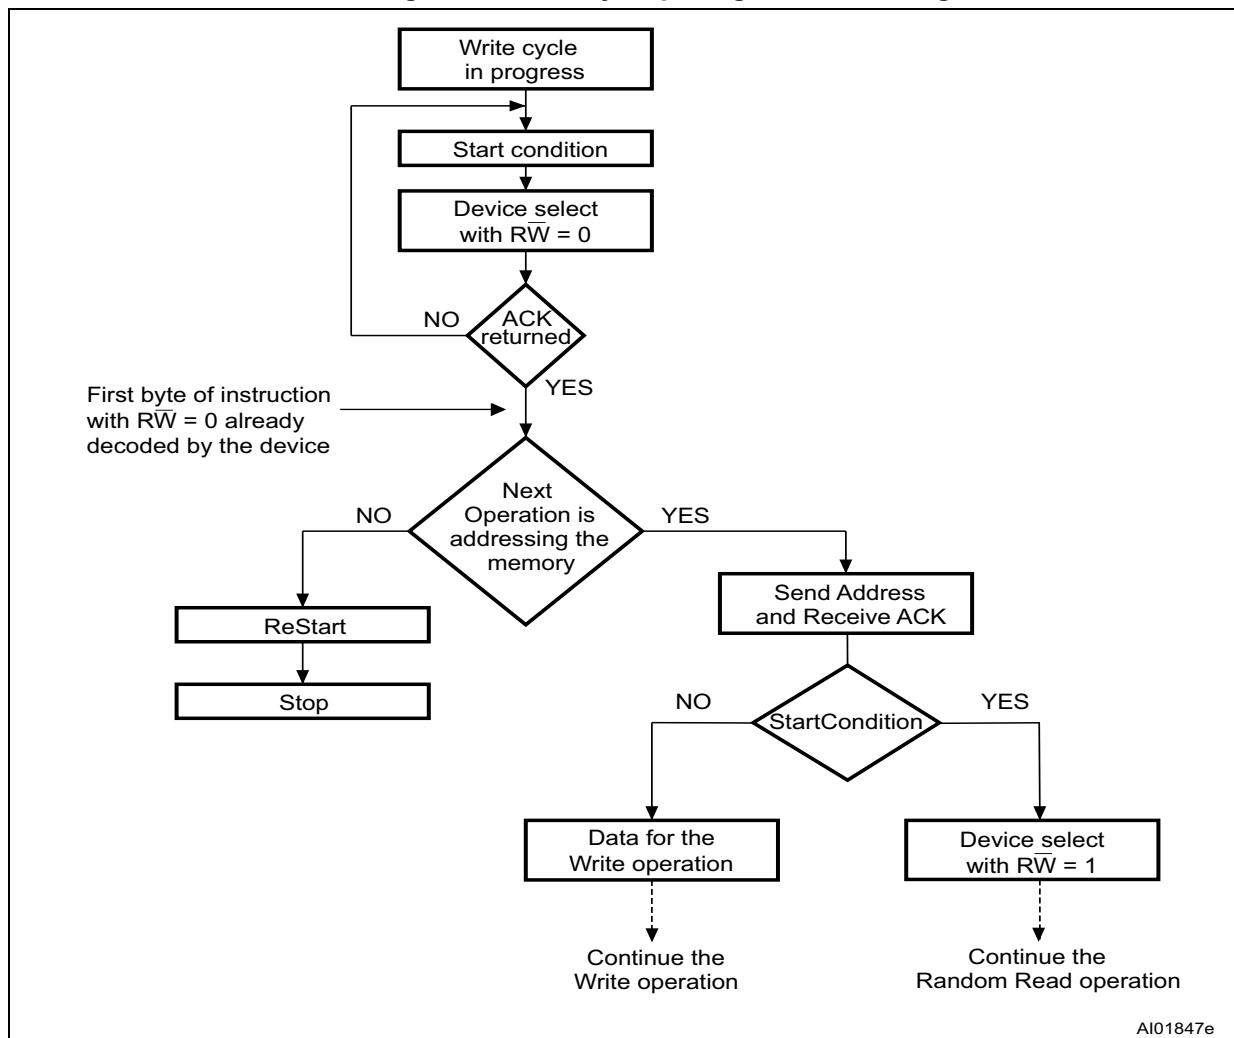 Write cycle
in progress
Start condition
Device select
with RW̅ = 0
ACK
returned
NO
YES
First byte of instruction
with RW̅ = 0 already
decoded by the device
Next
Operation is
addressing the
memory
NO
YES
ReStart
Stop
Send Address
and Receive ACK
StartCondition
NO
YES
Data for the
Write operation
Device select
with RW̅ = 1
Continue the
Write operation
Continue the
Random Read operation
AI01847e